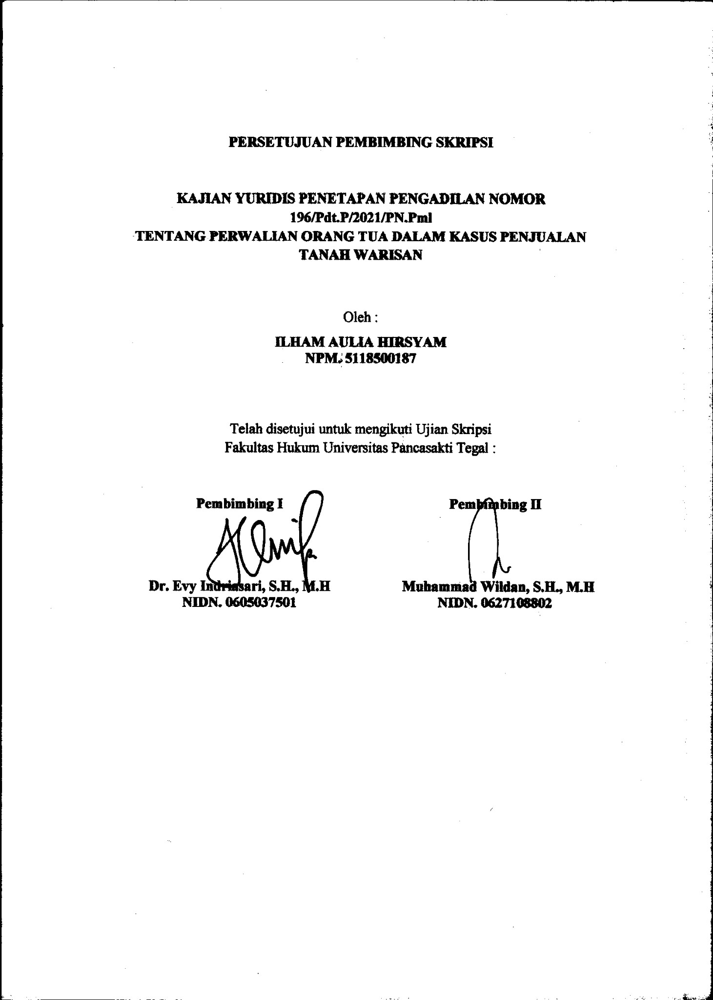 PERSETUJUAN PEMBIMBING SKRIPSI
KAJIAN YURIDIS PENETAPAN PENGADILAN NOMOR
196/Pdt.P/2021/PN.Pml
TENTANG PERWALIAN ORANG TUA DALAM KASUS PENJUALAN
TANAH WARISAN
Oleh :
ILHAM AULIA HIRSYAM
NPM. 5118500187
Telah disetujui untuk mengikuti Ujian Skripsi
Fakultas Hukum Universitas Pancasakti Tegal :
Pembimbing I
Pembimbing II
Dr. Evy Indriasari, S.H., M.H
Muhammad Wildan, S.H., M.H
NIDN. 0605037501
NIDN. 0627108802